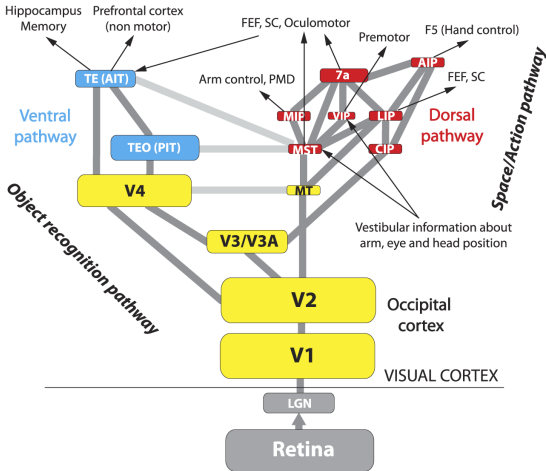 Hippocampus
Memory
Prefrontal cortex
(non motor)
FEF, SC, Oculomotor
F5 (Hand control)
Premotor
TE (AIT)
7a
AIP
Arm control, PMD
FEF, SC
MIP
VIP
LIP
Ventral
pathway
Dorsal
pathway
Space/Action pathway
TEO (PIT)
MST
CIP
V4
MT
Object recognition pathway
Vestibular information about
arm, eye and head position
V3/V3A
V2
Occipital
cortex
V1
VISUAL CORTEX
LGN
Retina